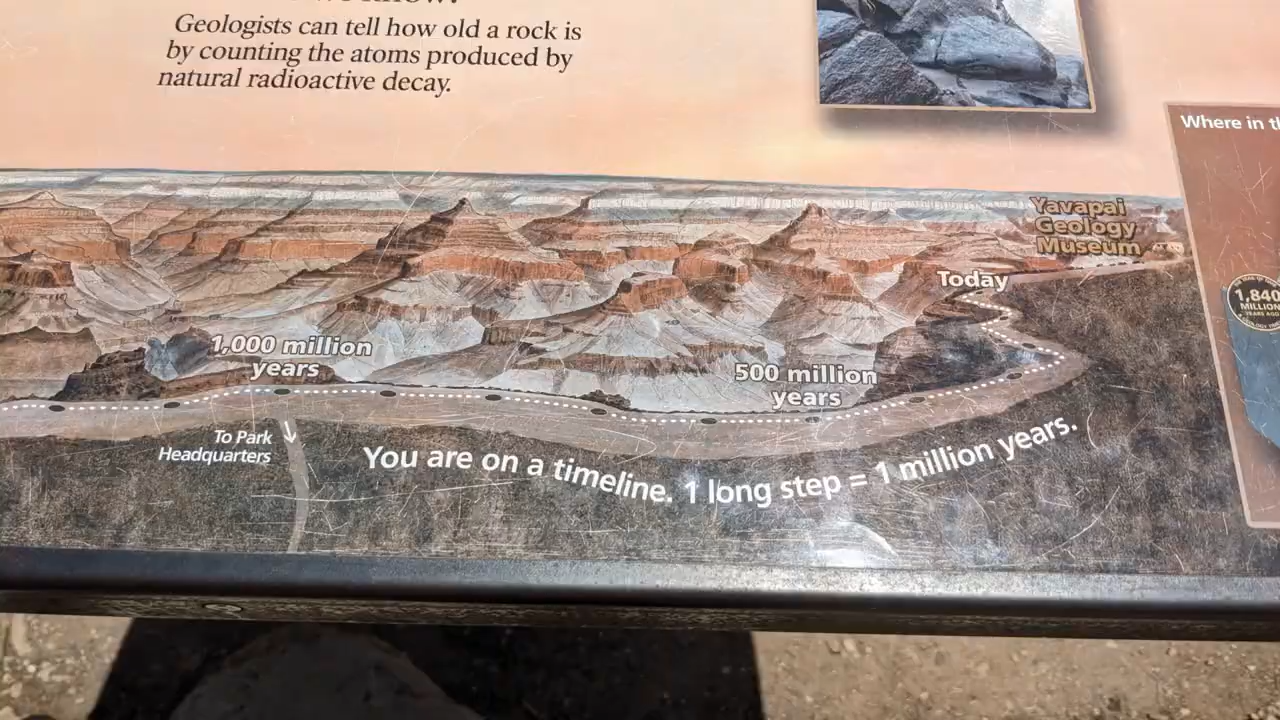 Geologists can tell how old a rock is
by counting the atoms produced by
natural radioactive decay.
Where in
Yavapai
Geology
Museum
Today
1,840
MILLION
YEARS AGO
1,000 million
years
500 million
years
To Park
Headquarters
You are on a timeline. 1 long step = 1 million years.